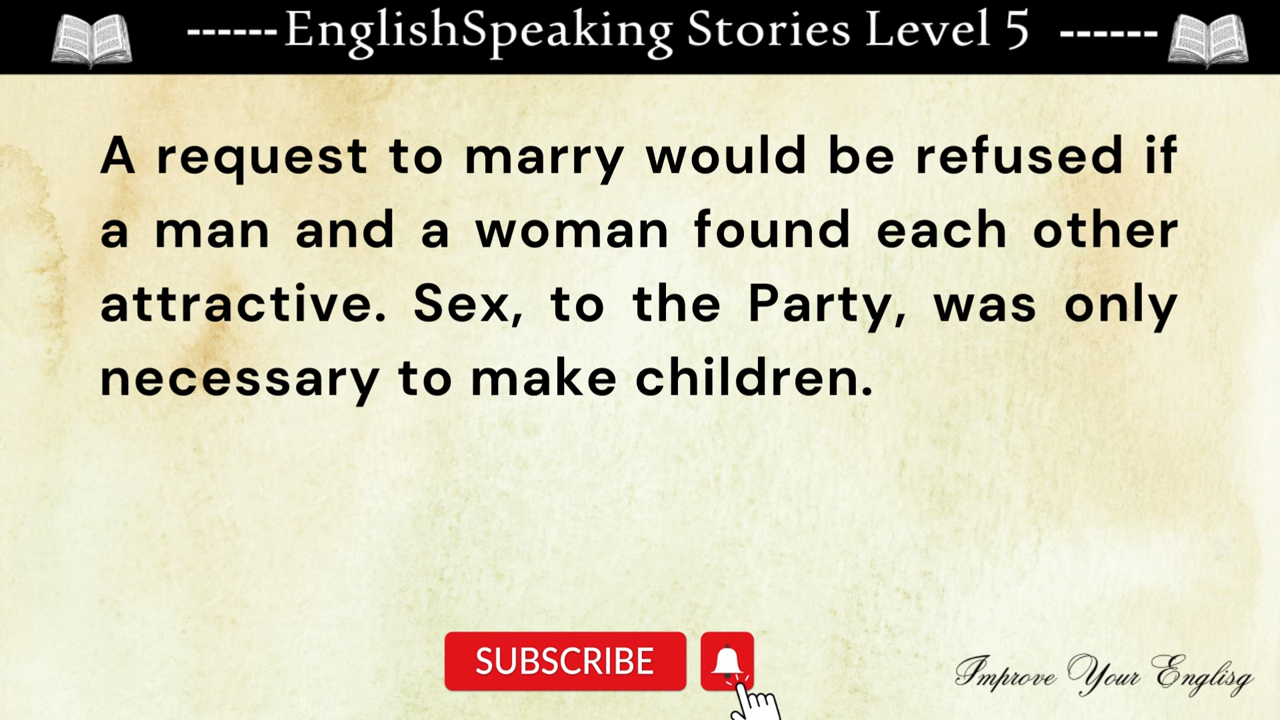 ------EnglishSpeaking Stories Level 5 ------
A request to marry would be refused if
a man and a woman found each other
attractive. Sex, to the Party, was only
necessary to make children.
SUBSCRIBE
Improve Your Englisg